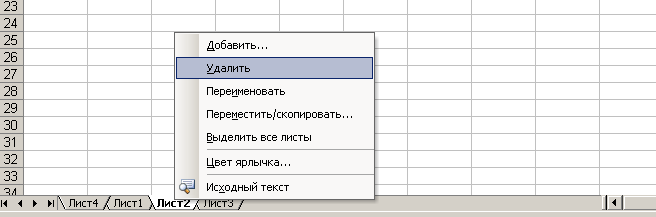 23
24
25
26
27
28
29
30
31
32
33
34
Добавить...
Удалить
Переименовать
Переместить/скопировать...
Выделить все листы
Цвет ярлычка...
Исходный текст
Лист4 Лист1 Лист2 Лист3